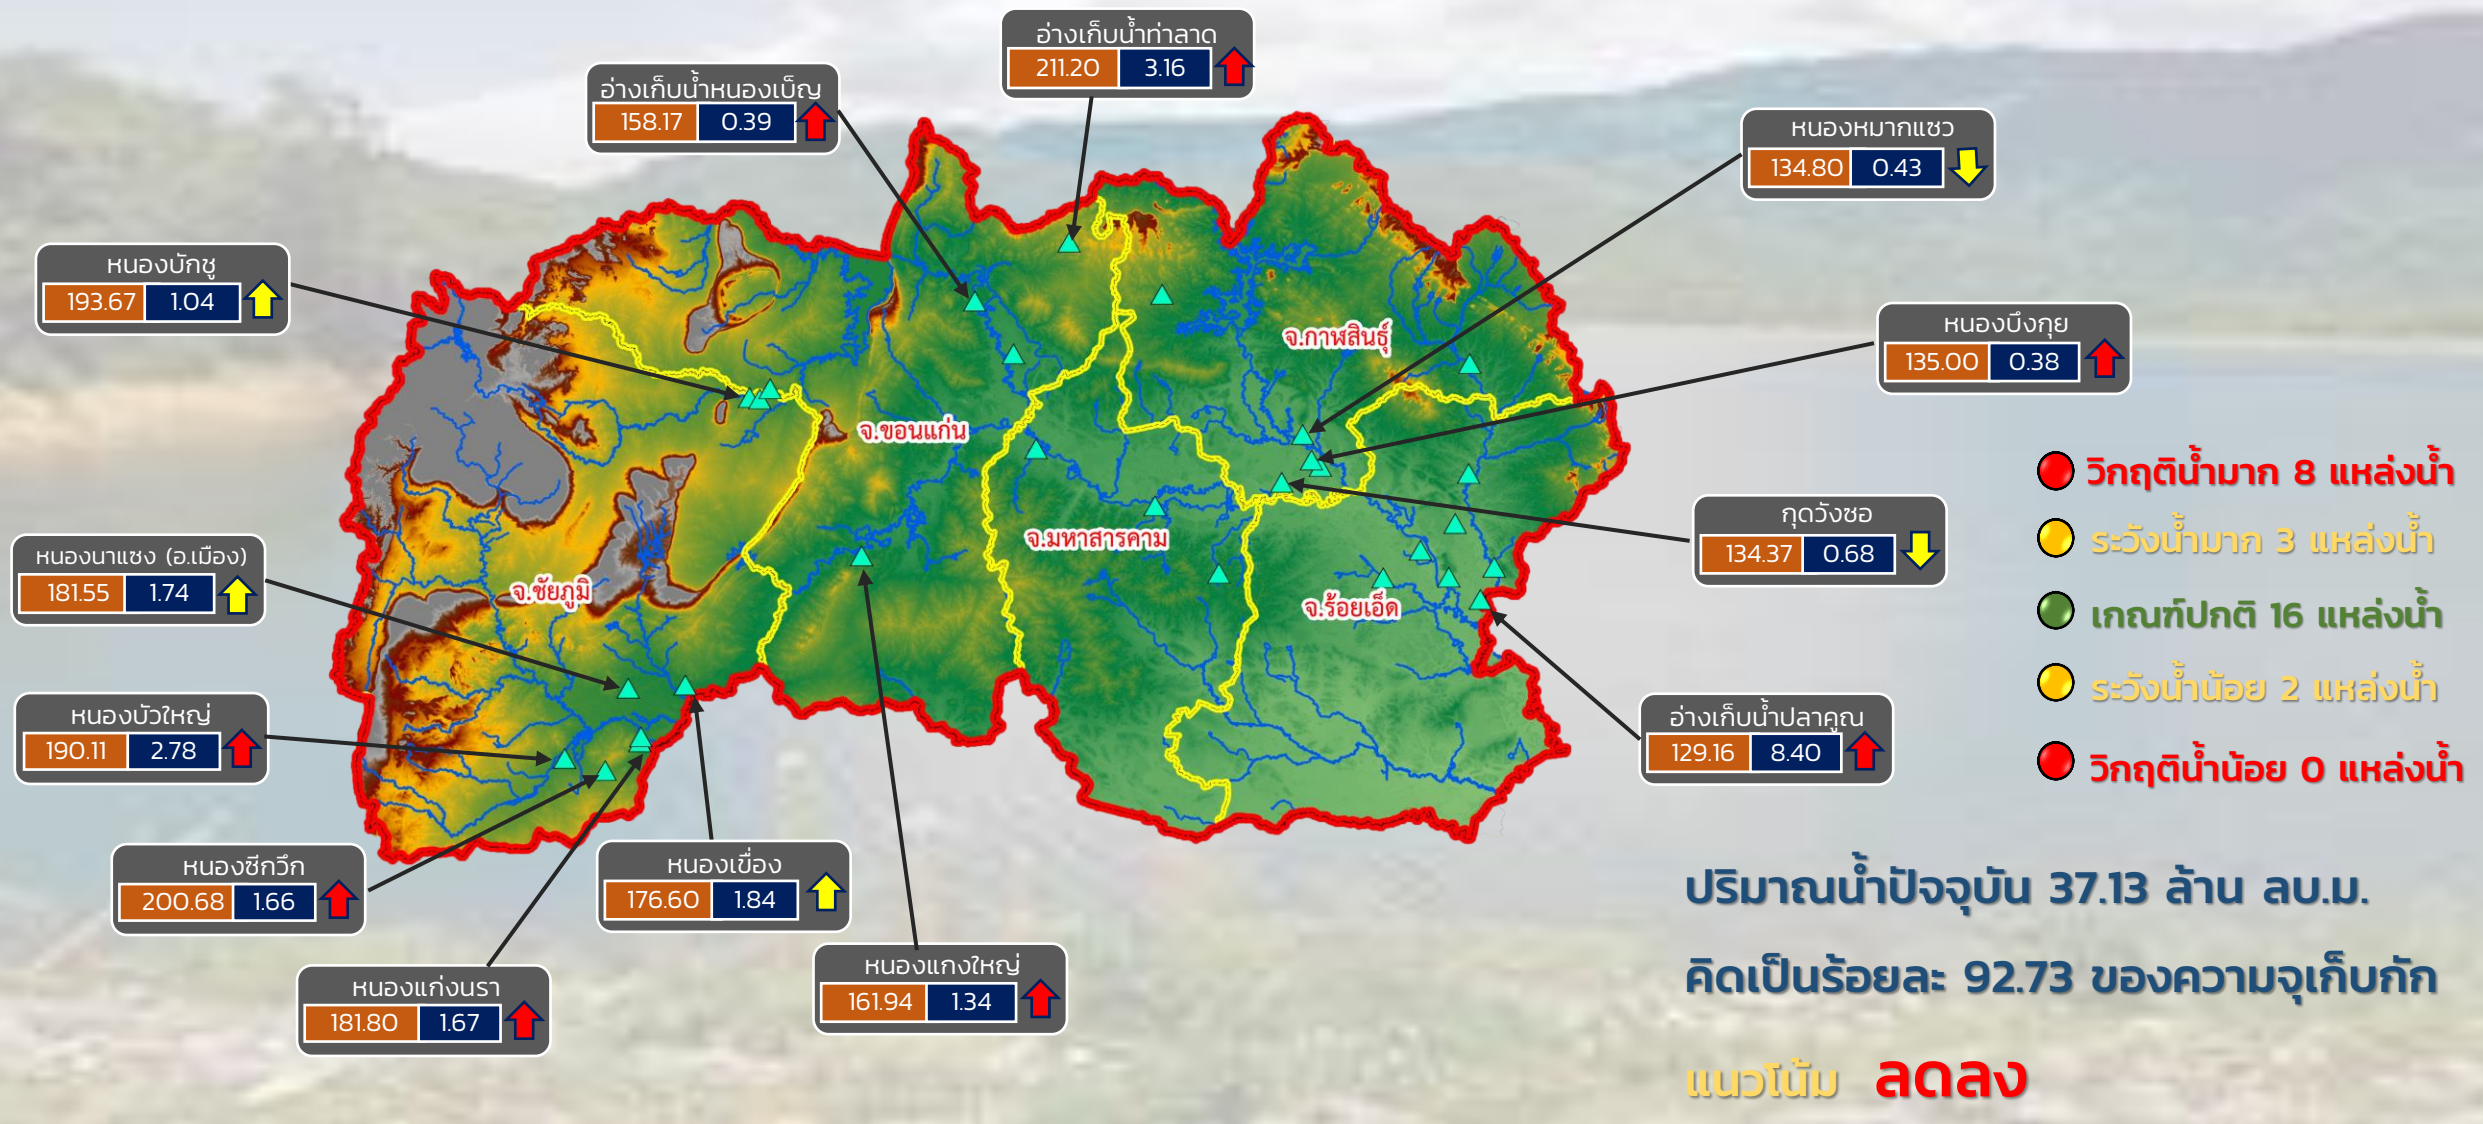 อ่างเก็บน้ำท่าลาด
211.20 3.16
อ่างเก็บน้ำหนองเบ็ญ
158.17 0.39
หนองหมากแซว
134.80 0.43
หนองบักชู
193.67 1.04
หนองบึงกุย
135.00 0.38
จ.กาฬสินธุ์
จ.ขอนแก่น
จ.มหาสารคาม
จ.ชัยภูมิ
จ.ร้อยเอ็ด
วิกฤติน้ำมาก 8 แหล่งน้ำ
ระวังน้ำมาก 3 แหล่งน้ำ
เกณฑ์ปกติ 16 แหล่งน้ำ
ระวังน้ำน้อย 2 แหล่งน้ำ
วิกฤติน้ำน้อย 0 แหล่งน้ำ
กุดวังซอ
134.37 0.68
หนองนาแซง (อ.เมือง)
181.55 1.74
หนองบัวใหญ่
190.11 2.78
อ่างเก็บน้ำปลาคูณ
129.16 8.40
หนองซีกวึก
200.68 1.66
หนองเขื่อง
176.60 1.84
หนองแก่งนรา
181.80 1.67
หนองแกงใหญ่
161.94 1.34
ปริมาณน้ำปัจจุบัน 37.13 ล้าน ลบ.ม.
คิดเป็นร้อยละ 92.73 ของความจุเก็บกัก
แนวโน้ม ลดลง